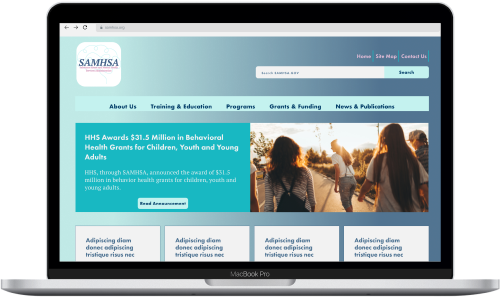 SAMHSA
Home Site Map Contact Us
Search SAMHSA.GOV
Search
About Us Training & Education Programs Grants & Funding News & Publications
HHS Awards $31.5 Million in Behavioral
Health Grants for Children, Youth and Young
Adults
HHS, through SAMHSA, announced the award of $31.5
million in behavior health grants for children, youth and
young adults.
Read Announcement
Adipiscing diam
donec adipiscing
tristique risus nec
Adipiscing diam
donec adipiscing
tristique risus nec
Adipiscing diam
donec adipiscing
tristique risus nec
Adipiscing diam
donec adipiscing
tristique risus nec
MacBook Pro